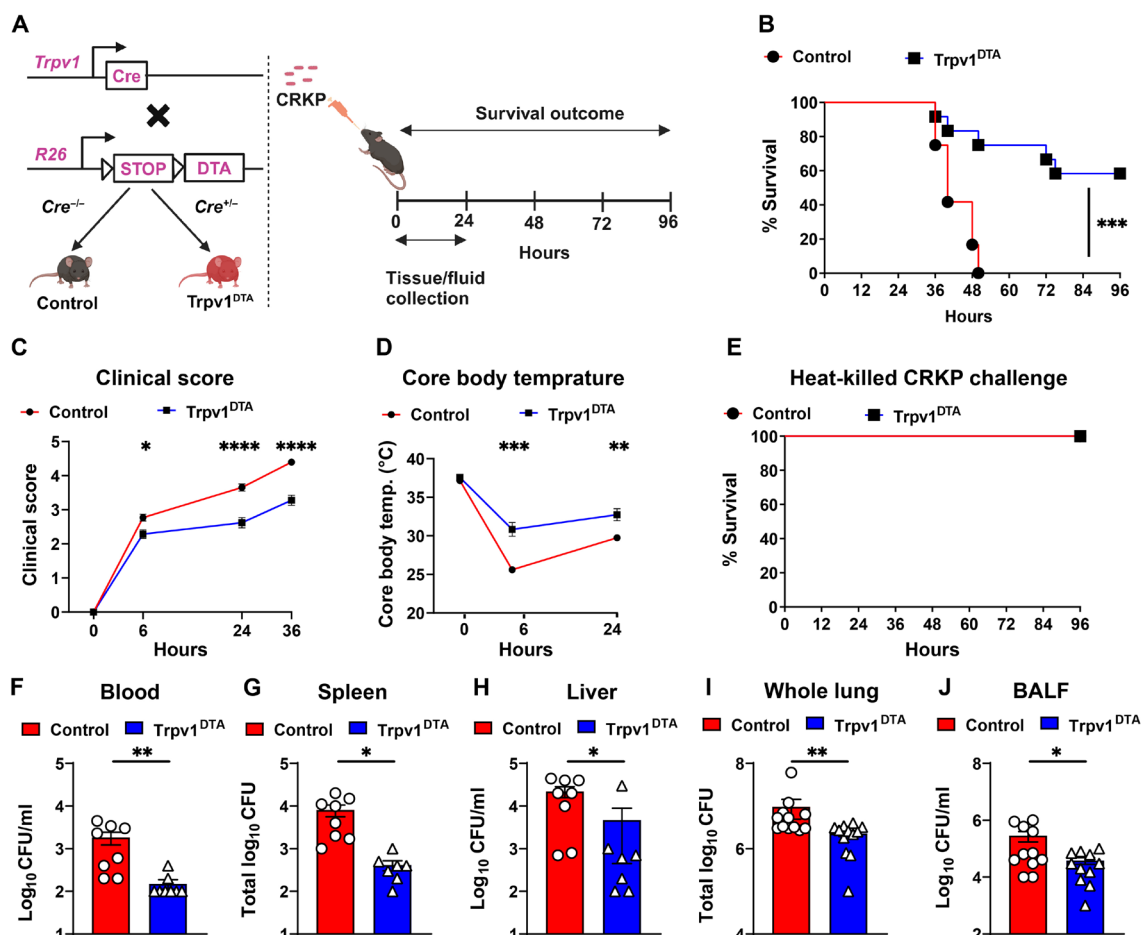 A
Trpv1
Cre
R26
STOP
DTA
Cre–/–
Cre+/–
Control
Trpv1DTA
CRKP
Survival outcome
0
24
48
72
96
Hours
Tissue/fluid
collection
B
Control
Trpv1DTA
% Survival
100
80
60
40
20
0
***
0 12 24 36 48 60 72 84 96
Hours
C
Clinical score
Control
Trpv1DTA
Clinical score
5
4
3
2
1
0
* **** ****
0 6 24 36
Hours
D
Core body temprature
Control
Trpv1DTA
Core body temp. (°C)
40
35
30
25
20
*** **
0 6 24
Hours
E
Heat-killed CRKP challenge
Control
Trpv1DTA
% Survival
100
80
60
40
20
0
0 12 24 36 48 60 72 84 96
Hours
F
Blood
Control Trpv1DTA
Log10 CFU/ml
5
4
3
2
1
**
G
Spleen
Control Trpv1DTA
Total log10 CFU
5
4
3
2
1
*
H
Liver
Control Trpv1DTA
Log10 CFU/ml
5
4
3
2
1
*
I
Whole lung
Control Trpv1DTA
Total log10 CFU
8
6
4
**
J
BALF
Control Trpv1DTA
Log10 CFU/ml
8
6
4
2
*